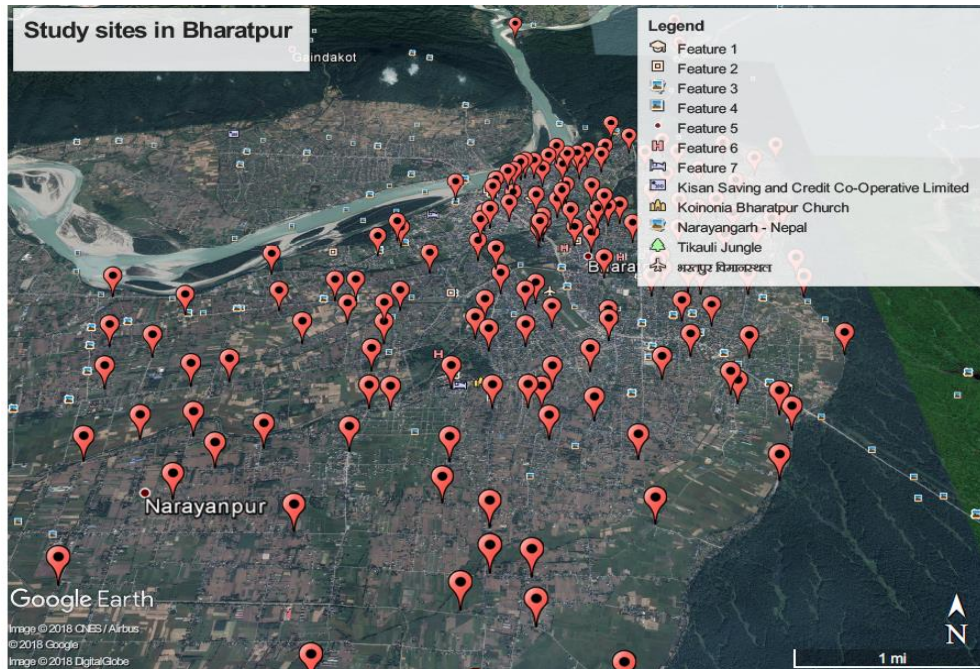 Study sites in Bharatpur
Gaindakot
Legend
Feature 1
Feature 2
Feature 3
Feature 4
Feature 5
Feature 6
Feature 7
Kisan Saving and Credit Co-Operative Limited
Koinonia Bharatpur Church
Narayangarh - Nepal
Tikauli Jungle
भरतपुर विमानस्थल
Narayanpur
Google Earth
Image © 2018 CNES / Airbus
© 2018 Google
Image © 2018 DigitalGlobe
N
1 mi